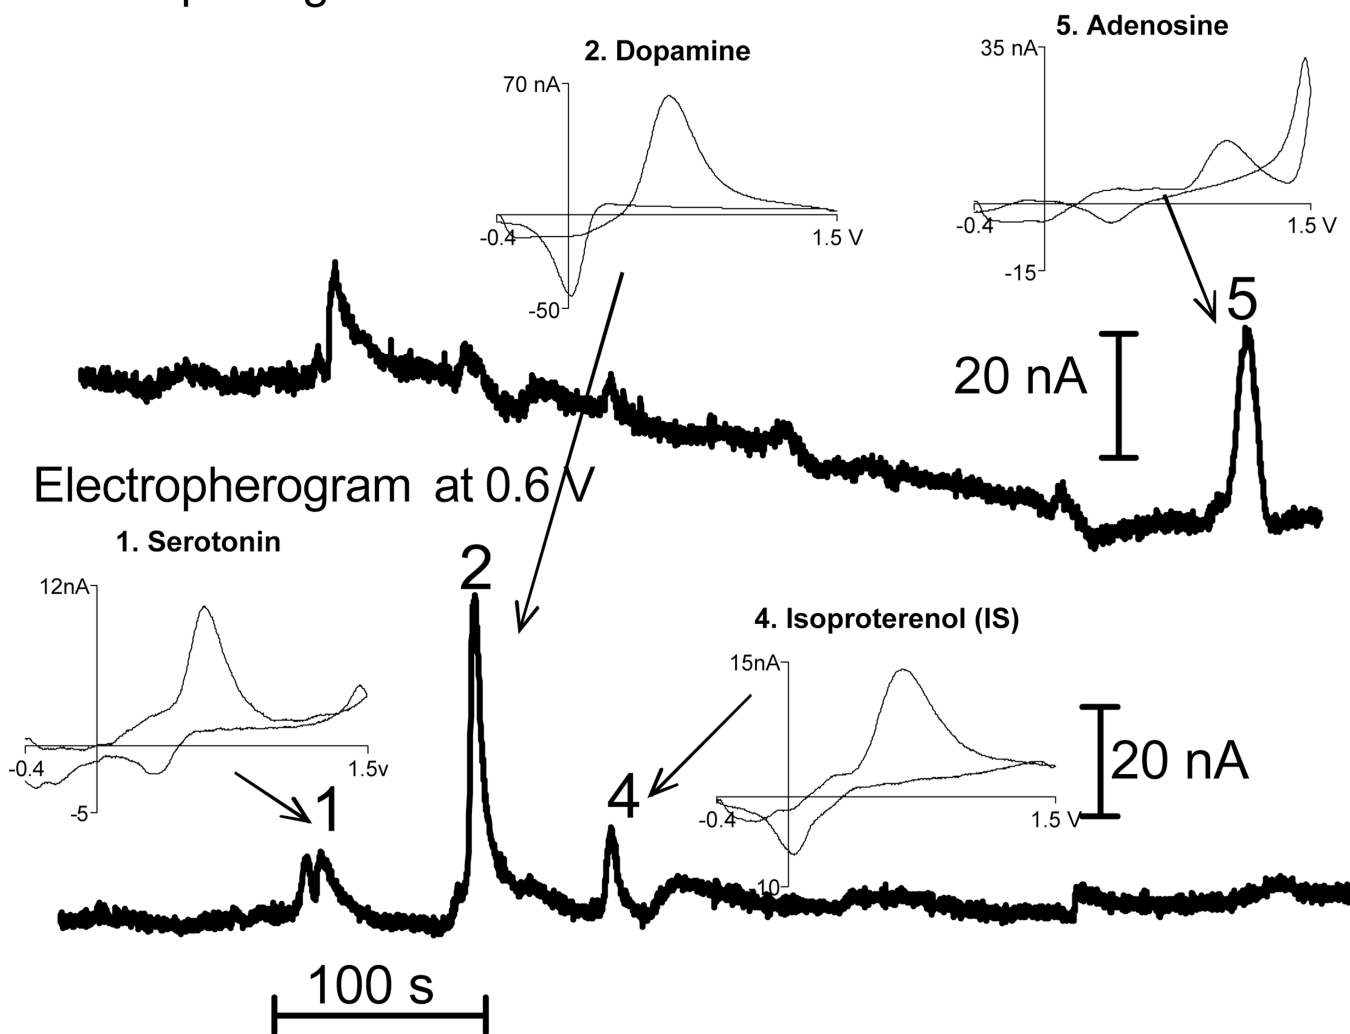 5. Adenosine
35 nA
2. Dopamine
70 nA
-0.4
1.5 V
-50
-0.4
1.5 V
-15
5
20 nA
Electropherogram at 0.6 V
1. Serotonin
12nA
-0.4
1.5v
-5
2
1
4. Isoproterenol (IS)
15nA
-0.4
1.5 V
-10
4
20 nA
100 s